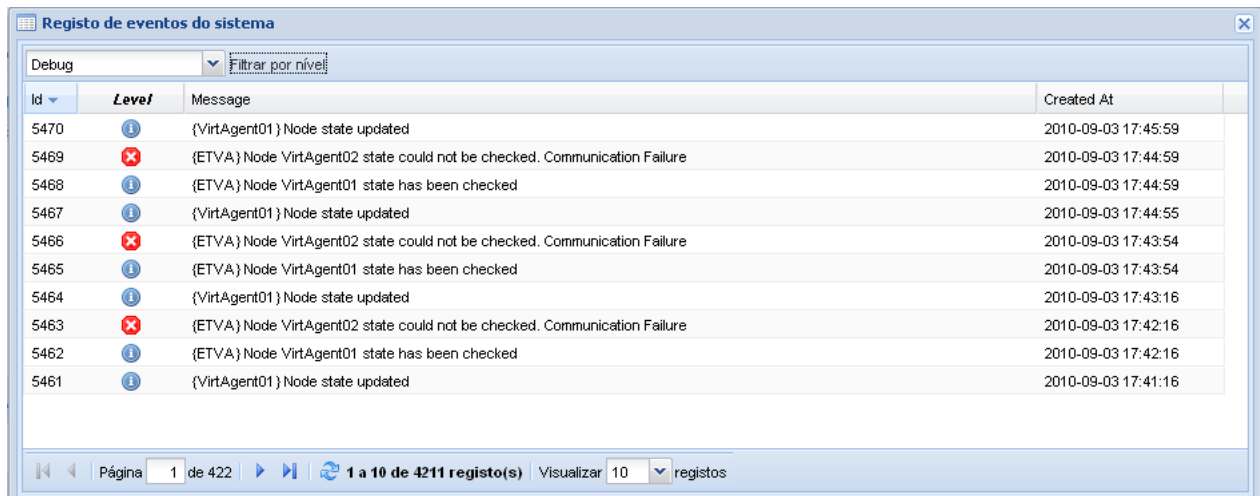 Registo de eventos do sistema
Debug Filtrar por nível
Id Level Message Created At
5470 {VirtAgent01} Node state updated 2010-09-03 17:45:59
5469 {ETVA} Node VirtAgent02 state could not be checked. Communication Failure 2010-09-03 17:44:59
5468 {ETVA} Node VirtAgent01 state has been checked 2010-09-03 17:44:59
5467 {VirtAgent01} Node state updated 2010-09-03 17:44:55
5466 {ETVA} Node VirtAgent02 state could not be checked. Communication Failure 2010-09-03 17:43:54
5465 {ETVA} Node VirtAgent01 state has been checked 2010-09-03 17:43:54
5464 {VirtAgent01} Node state updated 2010-09-03 17:43:16
5463 {ETVA} Node VirtAgent02 state could not be checked. Communication Failure 2010-09-03 17:42:16
5462 {ETVA} Node VirtAgent01 state has been checked 2010-09-03 17:42:16
5461 {VirtAgent01} Node state updated 2010-09-03 17:41:16
Página 1 de 422 1 a 10 de 4211 registo(s) Visualizar 10 registos